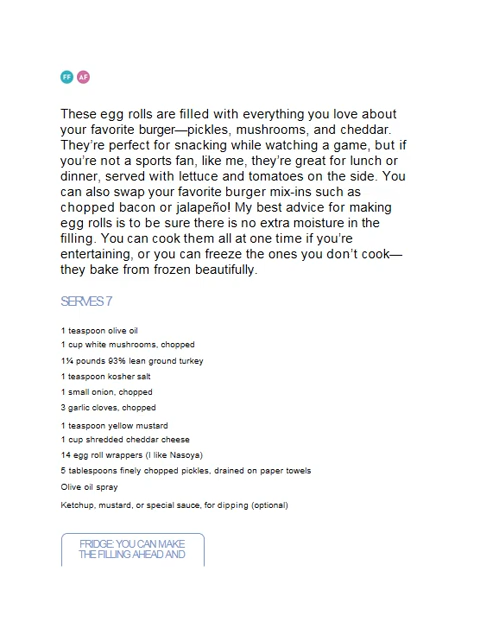 FF AF
These egg rolls are filled with everything you love about
your favorite burger—pickles, mushrooms, and cheddar.
They’re perfect for snacking while watching a game, but if
you’re not a sports fan, like me, they’re great for lunch or
dinner, served with lettuce and tomatoes on the side. You
can also swap your favorite burger mix-ins such as
chopped bacon or jalapeño! My best advice for making
egg rolls is to be sure there is no extra moisture in the
filling. You can cook them all at one time if you’re
entertaining, or you can freeze the ones you don’t cook—
they bake from frozen beautifully.
SERVES 7
1 teaspoon olive oil
1 cup white mushrooms, chopped
1¼ pounds 93% lean ground turkey
1 teaspoon kosher salt
1 small onion, chopped
3 garlic cloves, chopped
1 teaspoon yellow mustard
1 cup shredded cheddar cheese
14 egg roll wrappers (I like Nasoya)
5 tablespoons finely chopped pickles, drained on paper towels
Olive oil spray
Ketchup, mustard, or special sauce, for dipping (optional)
FRIDGE: YOU CAN MAKE
THE FILLING AHEAD AND